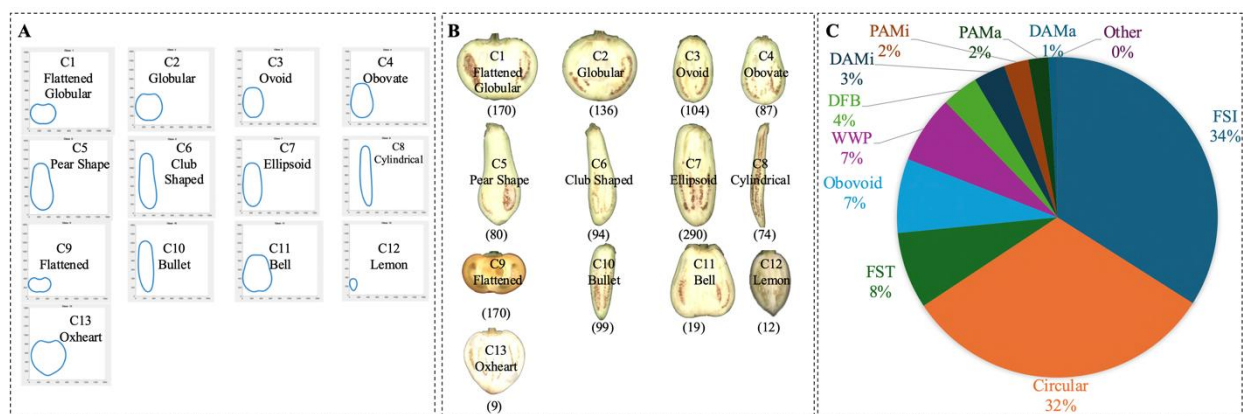 A
C1
Flattened
Globular
C2
Globular
C3
Ovoid
C4
Obovate
C5
Pear Shape
C6
Club
Shaped
C7
Ellipsoid
C8
Cylindrical
C9
Flattened
C10
Bullet
C11
Bell
C12
Lemon
C13
Oxheart
B
C1
Flattened
Globular
(170)
C2
Globular
(136)
C3
Ovoid
(104)
C4
Obovate
(87)
C5
Pear Shape
(80)
C6
Club Shaped
(94)
C7
Ellipsoid
(290)
C8
Cylindrical
(74)
C9
Flattened
(170)
C10
Bullet
(99)
C11
Bell
(19)
C12
Lemon
(12)
C13
Oxheart
(9)
C
PAMi
2%
PAMa
2%
DAMa
1%
Other
0%
DAMi
3%
DFB
4%
WWP
7%
Obovoid
7%
FST
8%
FSI
34%
Circular
32%